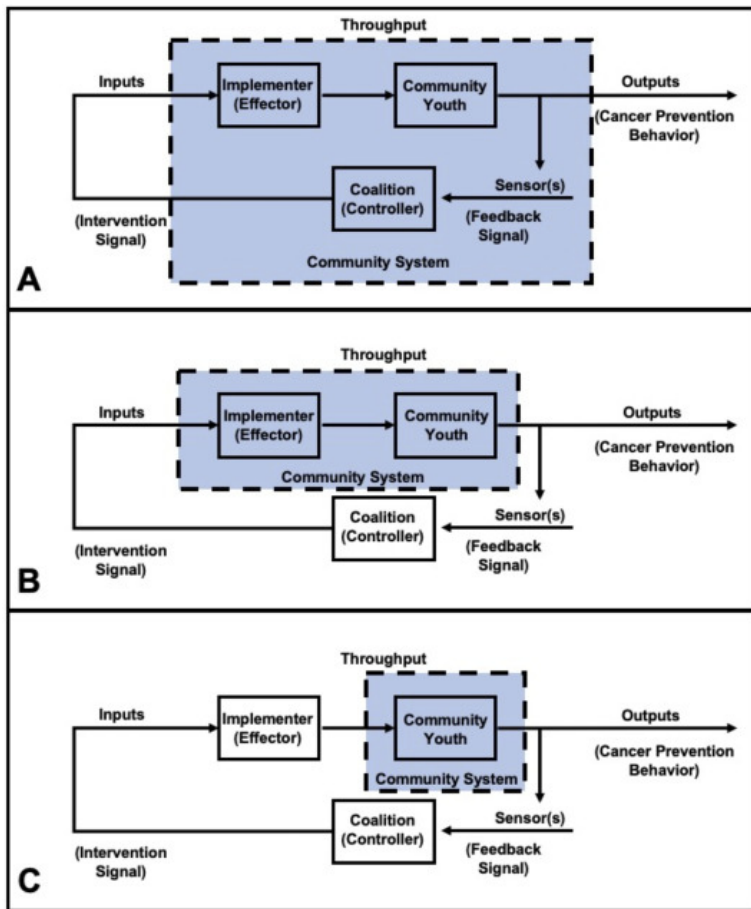 Throughput
Inputs
Implementer
(Effector)
Community
Youth
Outputs
(Cancer Prevention
Behavior)
Coalition
(Controller)
Sensor(s)
(Feedback
Signal)
(Intervention
Signal)
Community System
A
Throughput
Inputs
Implementer
(Effector)
Community
Youth
Outputs
(Cancer Prevention
Behavior)
Community System
Coalition
(Controller)
Sensor(s)
(Feedback
Signal)
(Intervention
Signal)
B
Throughput
Inputs
Implementer
(Effector)
Community
Youth
Outputs
(Cancer Prevention
Behavior)
Community System
Coalition
(Controller)
Sensor(s)
(Feedback
Signal)
(Intervention
Signal)
C